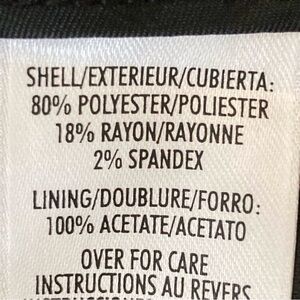 SHELL/EXTERIEUR/CUBIERTA:
80% POLYESTER/POLIESTER
18% RAYON/RAYONNE
2% SPANDEX
LINING/DOUBLURE/FORRO:
100% ACETATE/ACETATO
OVER FOR CARE
INSTRUCTIONS AU REVERS